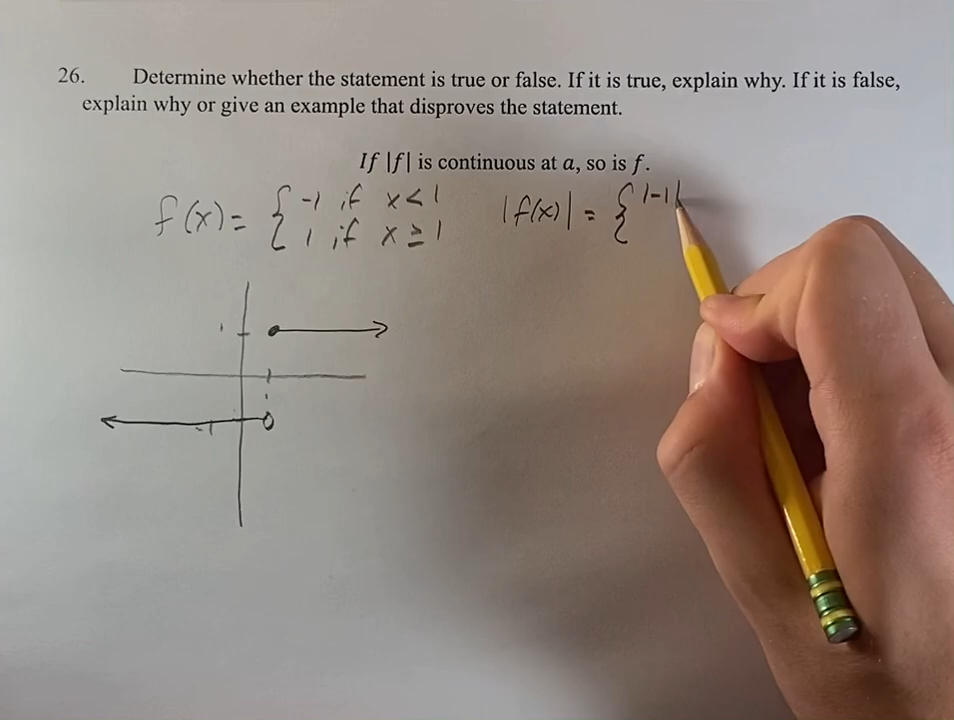 26. Determine whether the statement is true or false. If it is true, explain why. If it is false,
explain why or give an example that disproves the statement.
If |f| is continuous at a, so is f.
f(x) = { -1 if x < 1
1 if x ≥ 1
|f(x)| = { |-1|
1
1
-1